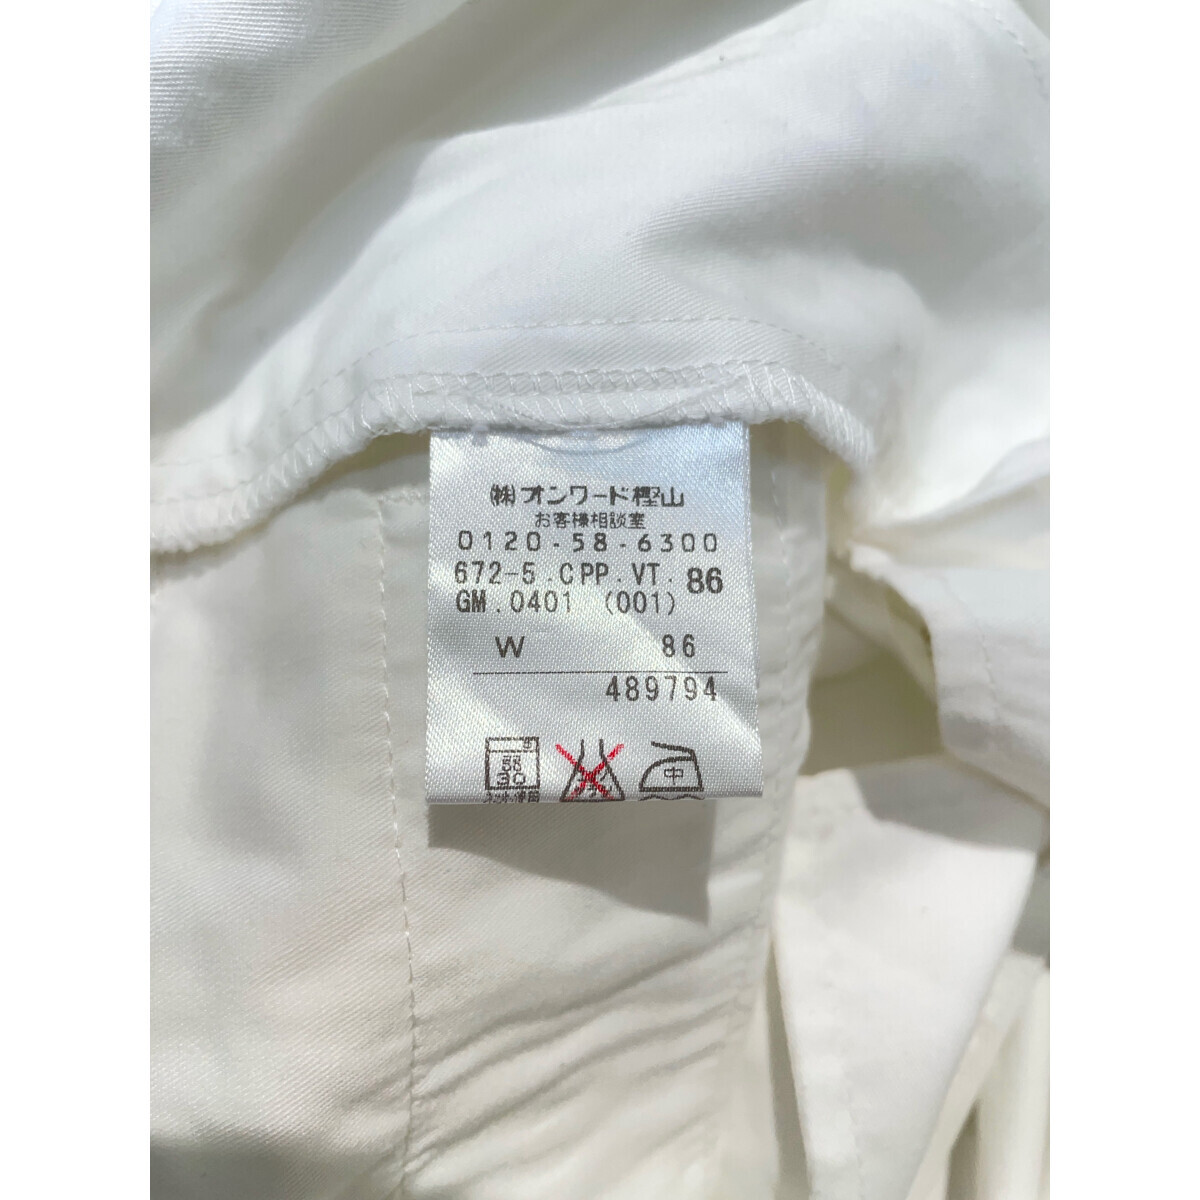 ㈱オンワード樫山
お客様相談室
0120-58-6300
672-5.CPP.VT. 86
GM.0401 (001)
W 86
489794
30
中